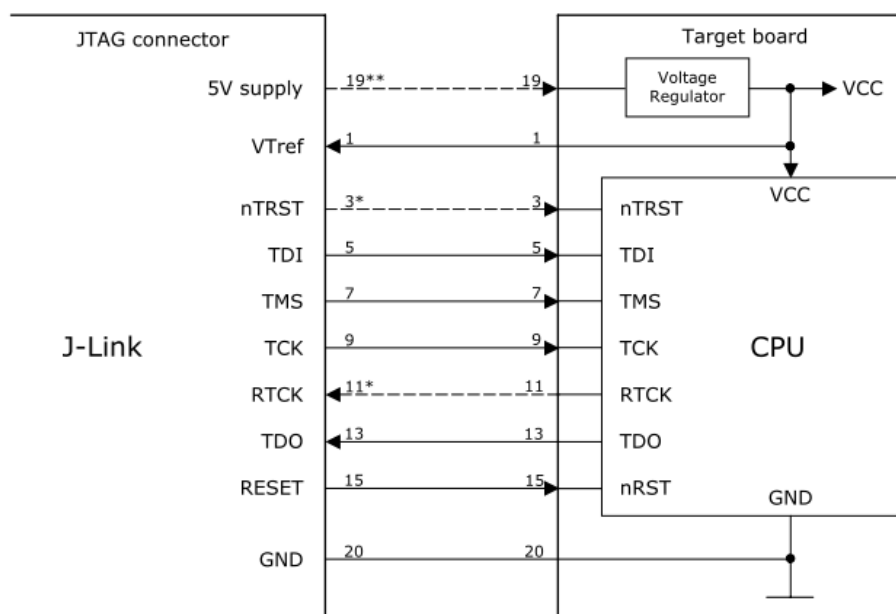 JTAG connector
Target board
5V supply 19** 19 Voltage Regulator VCC
VTref 1 1
VCC
nTRST 3* 3 nTRST
TDI 5 5 TDI
TMS 7 7 TMS
J-Link TCK 9 9 TCK CPU
RTCK 11* 11 RTCK
TDO 13 13 TDO
RESET 15 15 nRST
GND
GND 20 20